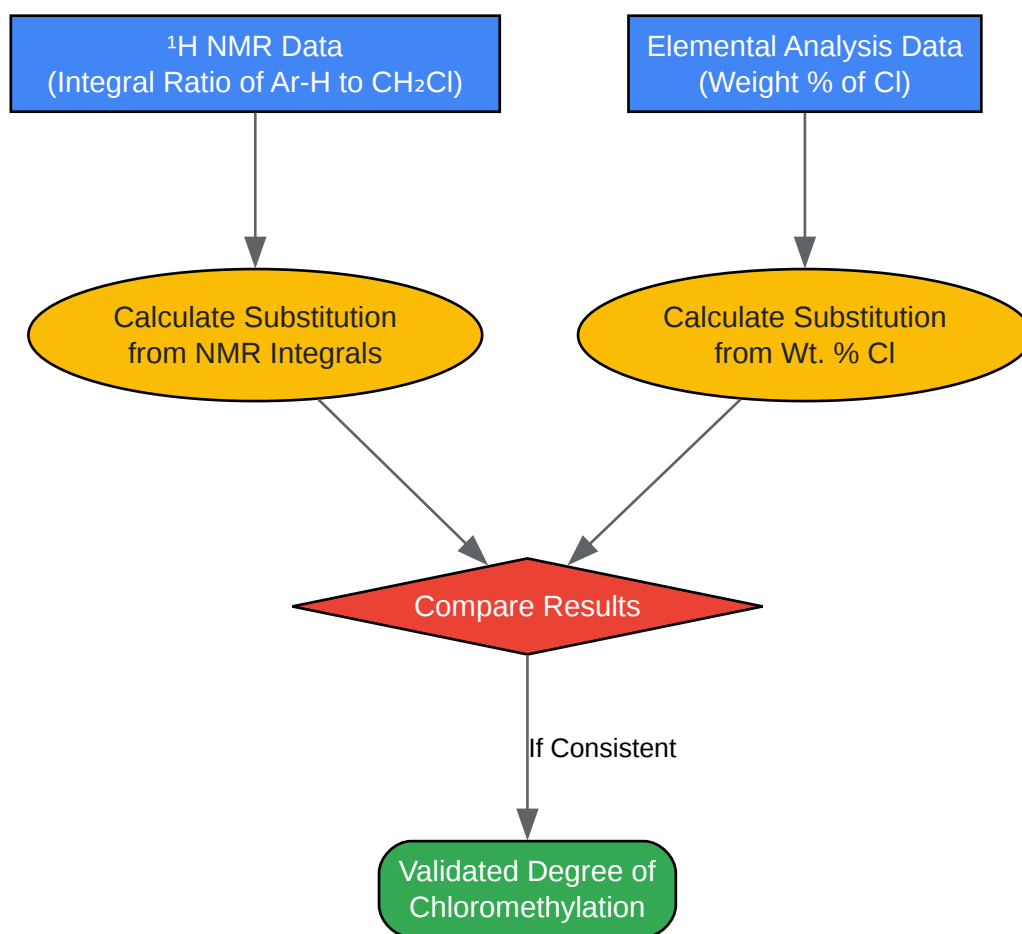 ¹H NMR Data
(Integral Ratio of Ar-H to CH₂Cl)
Elemental Analysis Data
(Weight % of Cl)
Calculate Substitution
from NMR Integrals
Calculate Substitution
from Wt. % Cl
Compare Results
If Consistent
Validated Degree of
Chloromethylation